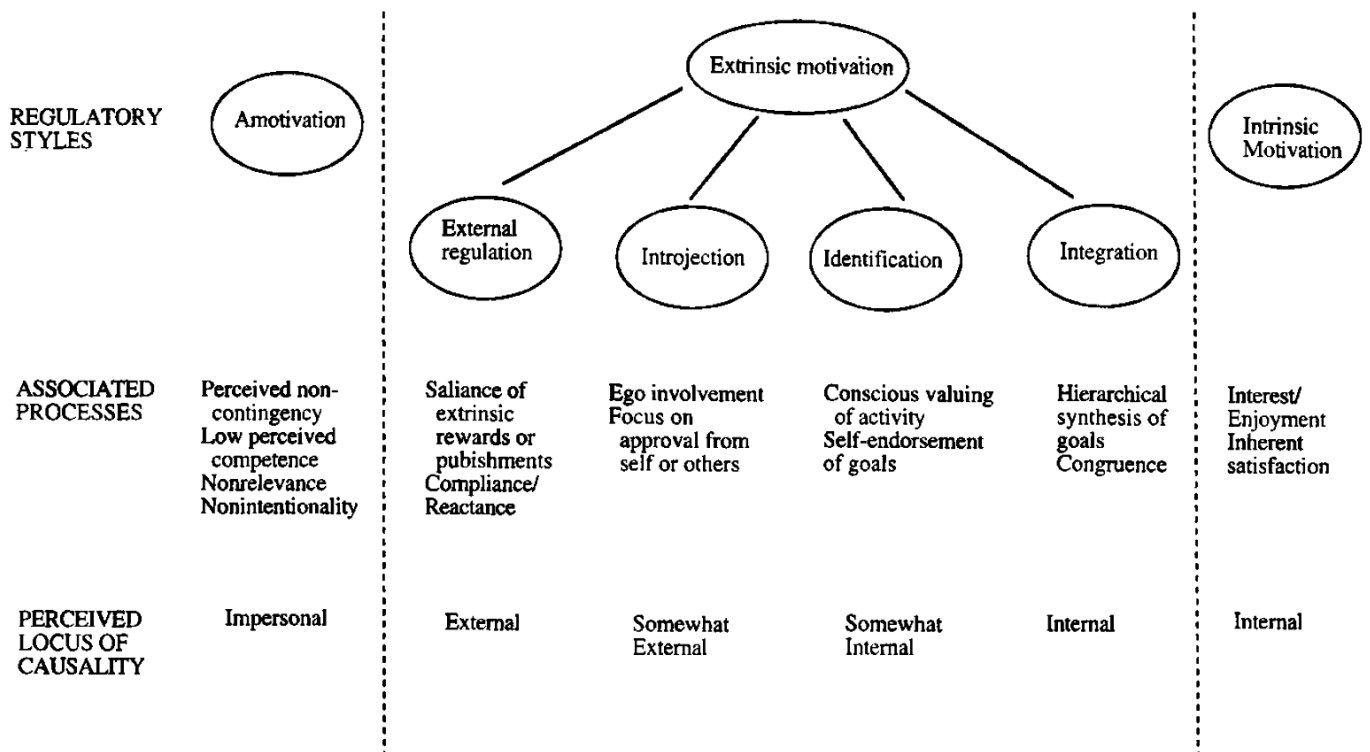 Extrinsic motivation
REGULATORY
STYLES
Amotivation
Intrinsic
Motivation
External
regulation
Introjection
Identification
Integration
ASSOCIATED
PROCESSES
Perceived non-
contingency
Low perceived
competence
Nonrelevance
Nonintentionality
Saliance of
extrinsic
rewards or
pubishments
Compliance/
Reactance
Ego involvement
Focus on
approval from
self or others
Conscious valuing
of activity
Self-endorsement
of goals
Hierarchical
synthesis of
goals
Congruence
Interest/
Enjoyment
Inherent
satisfaction
PERCEIVED
LOCUS OF
CAUSALITY
Impersonal
External
Somewhat
External
Somewhat
Internal
Internal
Internal